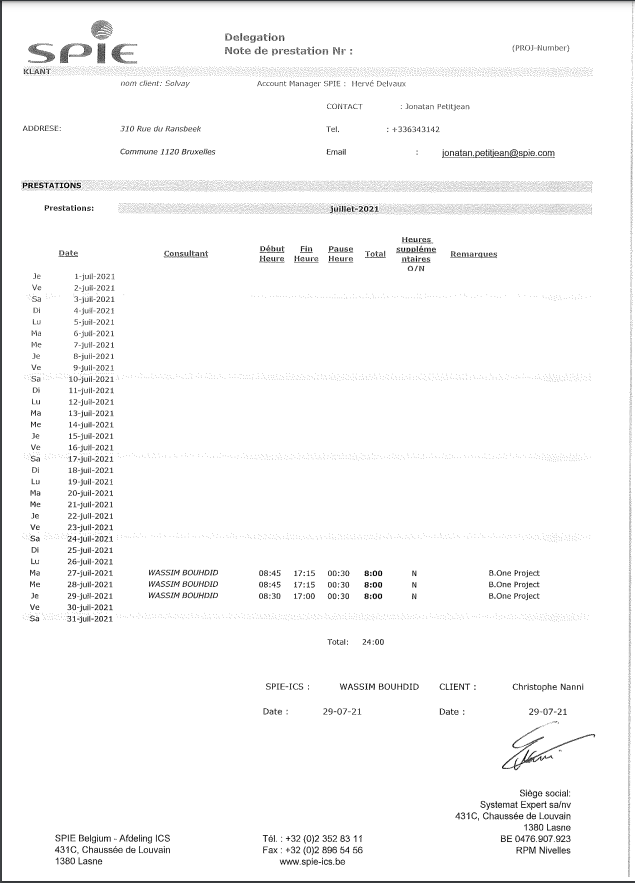 SPIE
Delegation
Note de prestation Nr :
(PROJ-Number)
KLANT
nom client: Solvay Account Manager SPIE : Hervé Delvaux
CONTACT : Jonatan Petitjean
ADDRESE: 310 Rue du Ransbeek Tel. : +336343142
Commune 1120 Bruxelles Email : jonatan.petitjean@spie.com
PRESTATIONS
Prestations: juillet-2021
Date Consultant Début Heure Fin Heure Pause Heure Total Heures supplémentaires O/N Remarques
Je 1-juil-2021
Ve 2-juil-2021
Sa 3-juil-2021
Di 4-juil-2021
Lu 5-juil-2021
Ma 6-juil-2021
Me 7-juil-2021
Je 8-juil-2021
Ve 9-juil-2021
Sa 10-juil-2021
Di 11-juil-2021
Lu 12-juil-2021
Ma 13-juil-2021
Me 14-juil-2021
Je 15-juil-2021
Ve 16-juil-2021
Sa 17-juil-2021
Di 18-juil-2021
Lu 19-juil-2021
Ma 20-juil-2021
Me 21-juil-2021
Je 22-juil-2021
Ve 23-juil-2021
Sa 24-juil-2021
Di 25-juil-2021
Lu 26-juil-2021
Ma 27-juil-2021 WASSIM BOUHDID 08:45 17:15 00:30 8:00 N B.One Project
Me 28-juil-2021 WASSIM BOUHDID 08:45 17:15 00:30 8:00 N B.One Project
Je 29-juil-2021 WASSIM BOUHDID 08:30 17:00 00:30 8:00 N B.One Project
Ve 30-juil-2021
Sa 31-juil-2021
Total: 24:00
SPIE-ICS : WASSIM BOUHDID CLIENT : Christophe Nanni
Date : 29-07-21 Date : 29-07-21
Siège social:
Systemat Expert sa/nv
431C, Chaussée de Louvain
1380 Lasne
SPIE Belgium - Afdeling ICS Tél. : +32 (0)2 352 83 11 BE 0476.907.923
431C, Chaussée de Louvain Fax : +32 (0)2 896 54 56 RPM Nivelles
1380 Lasne www.spie-ics.be